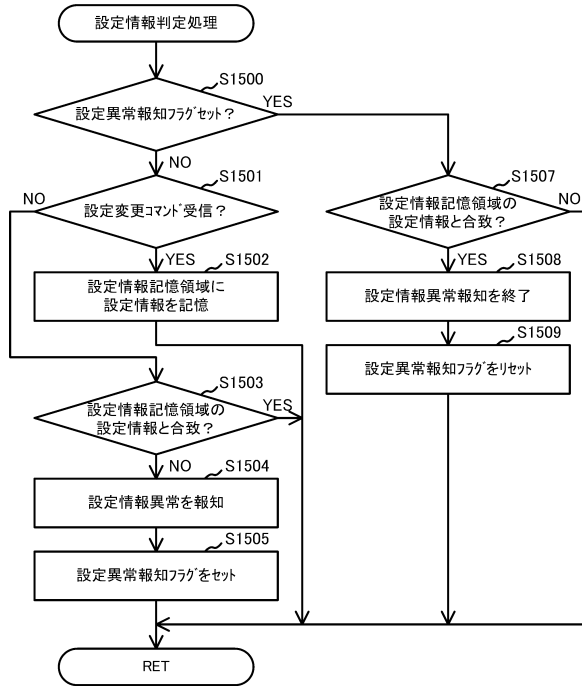 設定情報判定処理
S1500
設定異常報知フラグセット？
YES
NO
S1501
設定変更コマンド受信？
NO
YES
S1502
設定情報記憶領域に
設定情報を記憶
S1503
設定情報記憶領域の
設定情報と合致？
YES
NO
S1504
設定情報異常を報知
S1505
設定異常報知フラグをセット
S1507
設定情報記憶領域の
設定情報と合致？
NO
YES
S1508
設定情報異常報知を終了
S1509
設定異常報知フラグをリセット
RET